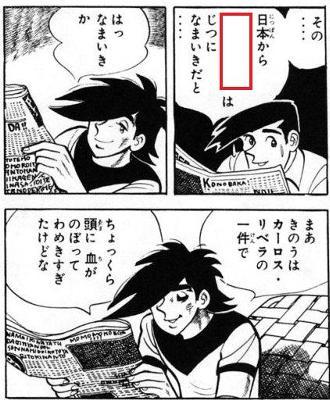 その
‥‥
日本から
は
じつに
なまいきだと
‥‥
KONOBAKA
はっ
なまいき
か
DA!!
まあ
きのうは
カーロス・
リベラの
一件で
ちょっくら
頭に血が
のぼって
わめきすぎ
たけどな